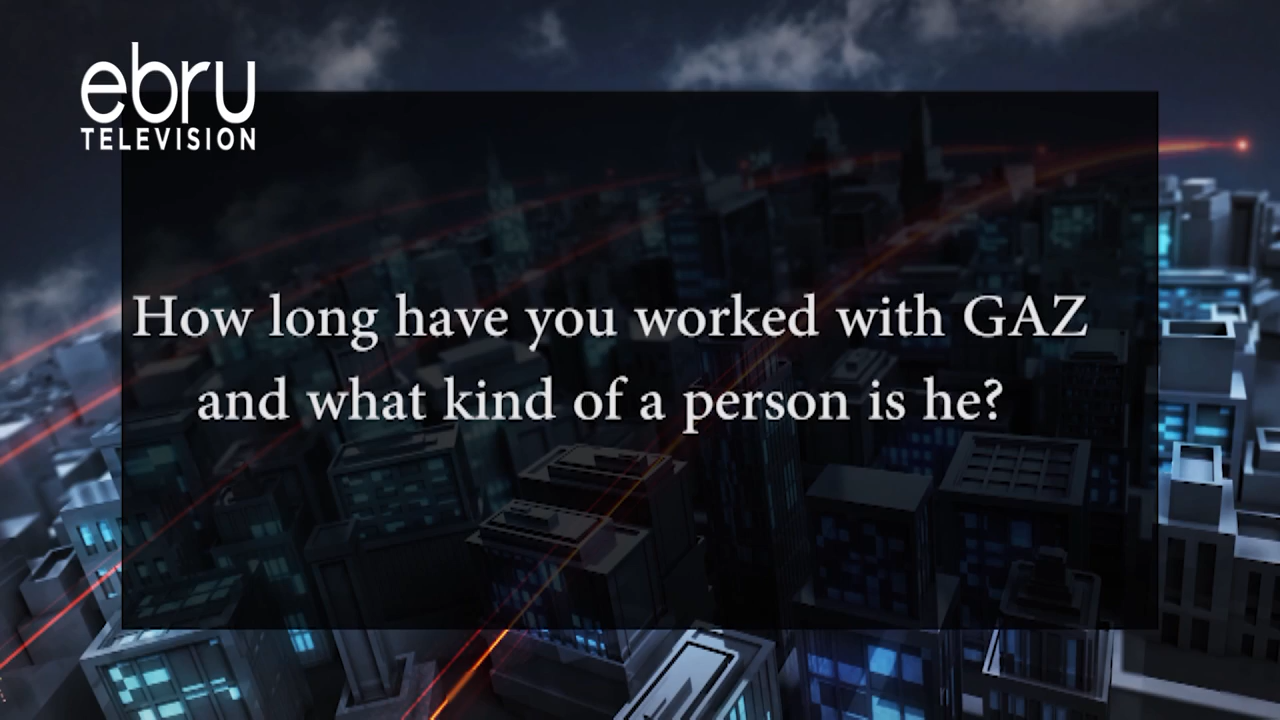 ebru
TELEVISION
How long have you worked with GAZ
and what kind of a person is he?